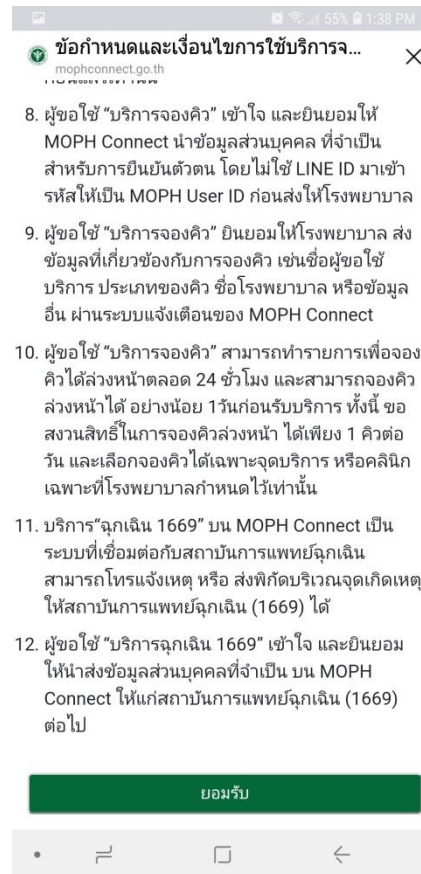 55% 1:38 PM
ข้อกำหนดและเงื่อนไขการใช้บริการจ...
mophconnect.go.th
8. ผู้ขอใช้ “บริการจองคิว” เข้าใจ และยินยอมให้
MOPH Connect นำข้อมูลส่วนบุคคล ที่จำเป็น
สำหรับการยืนยันตัวตน โดยไม่ใช้ LINE ID มาเข้า
รหัสให้เป็น MOPH User ID ก่อนส่งให้โรงพยาบาล
9. ผู้ขอใช้ “บริการจองคิว” ยินยอมให้โรงพยาบาล ส่ง
ข้อมูลที่เกี่ยวข้องกับการจองคิว เช่นชื่อผู้ขอใช้
บริการ ประเภทของคิว ชื่อโรงพยาบาล หรือข้อมูล
อื่น ผ่านระบบแจ้งเตือนของ MOPH Connect
10. ผู้ขอใช้ “บริการจองคิว” สามารถทำรายการเพื่อจอง
คิวได้ล่วงหน้าตลอด 24 ชั่วโมง และสามารถจองคิว
ล่วงหน้าได้ อย่างน้อย 1วันก่อนรับบริการ ทั้งนี้ ขอ
สงวนสิทธิ์ในการจองคิวล่วงหน้า ได้เพียง 1 คิวต่อ
วัน และเลือกจองคิวได้เฉพาะจุดบริการ หรือคลินิก
เฉพาะที่โรงพยาบาลกำหนดไว้เท่านั้น
11. บริการ“ฉุกเฉิน 1669” บน MOPH Connect เป็น
ระบบที่เชื่อมต่อกับสถาบันการแพทย์ฉุกเฉิน
สามารถโทรแจ้งเหตุ หรือ ส่งพิกัดบริเวณจุดเกิดเหตุ
ให้สถาบันการแพทย์ฉุกเฉิน (1669) ได้
12. ผู้ขอใช้ “บริการฉุกเฉิน 1669” เข้าใจ และยินยอม
ให้นำส่งข้อมูลส่วนบุคคลที่จำเป็น บน MOPH
Connect ให้แก่สถาบันการแพทย์ฉุกเฉิน (1669)
ต่อไป
ยอมรับ